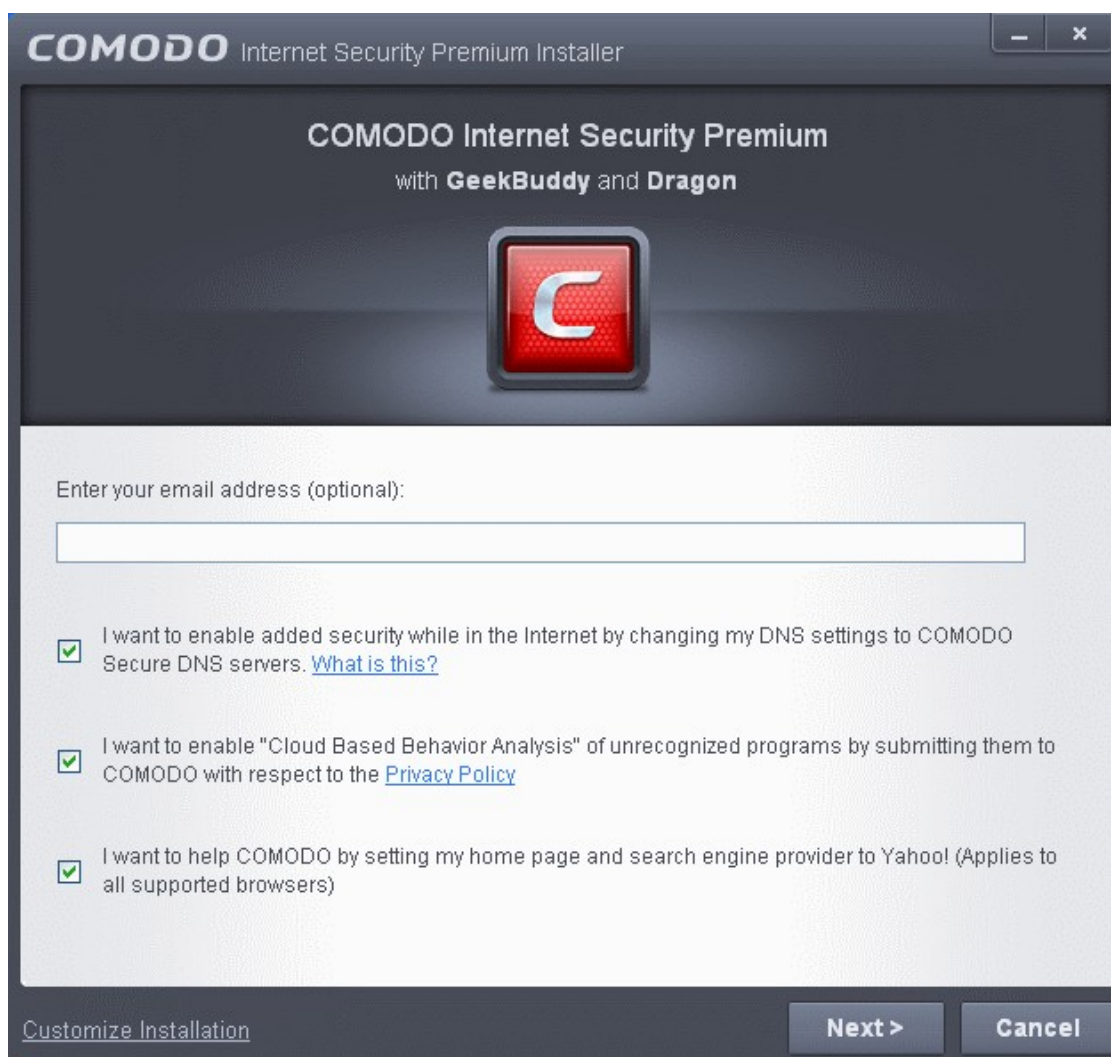 COMODO Internet Security Premium Installer
COMODO Internet Security Premium
with GeekBuddy and Dragon
C
Enter your email address (optional):
I want to enable added security while in the Internet by changing my DNS settings to COMODO
Secure DNS servers. What is this?
I want to enable "Cloud Based Behavior Analysis" of unrecognized programs by submitting them to
COMODO with respect to the Privacy Policy
I want to help COMODO by setting my home page and search engine provider to Yahoo! (Applies to
all supported browsers)
Customize Installation
Next >
Cancel